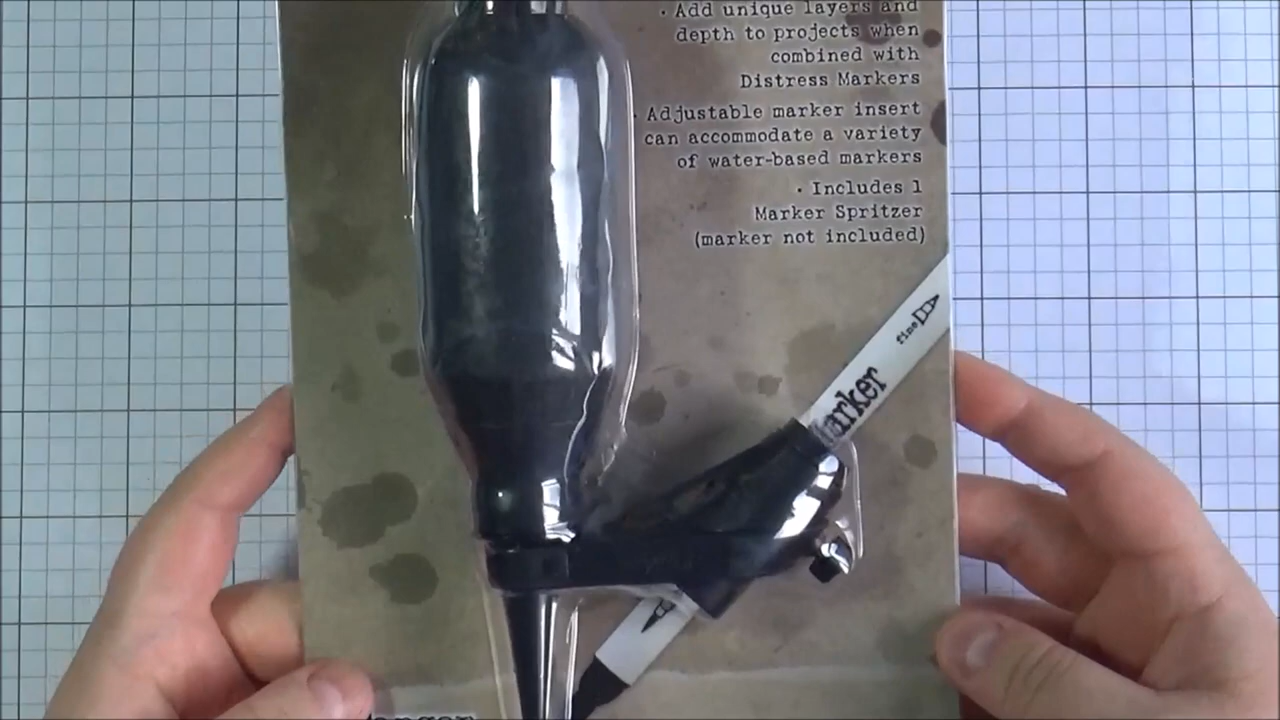 · Add unique layers and
depth to projects when
combined with
Distress Markers
· Adjustable marker insert
can accommodate a variety
of water-based markers
· Includes 1
Marker Spritzer
(marker not included)
fine